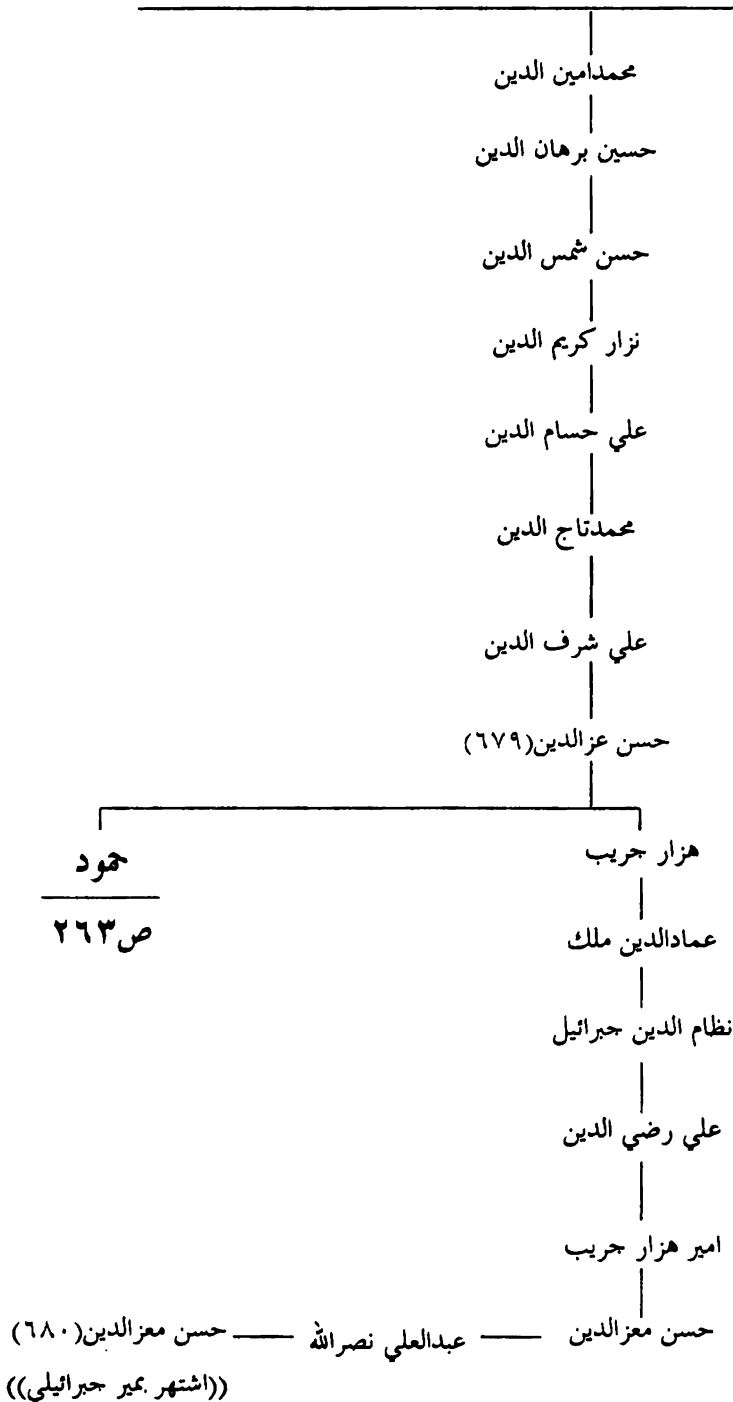 محمدامين الدين
حسين برهان الدين
حسن شمس الدين
نزار كريم الدين
علي حسام الدين
محمدتاج الدين
علي شرف الدين
حسن عزالدين(٦٧٩)
هزار جريب
حمود
ص٢٦٣
عمادالدين ملك
نظام الدين جبرائيل
علي رضي الدين
امير هزار جريب
حسن معزالدين — عبدالعلي نصرالله — حسن معزالدين(٦٨٠)
((اشتهر بمير جبرائيلي))